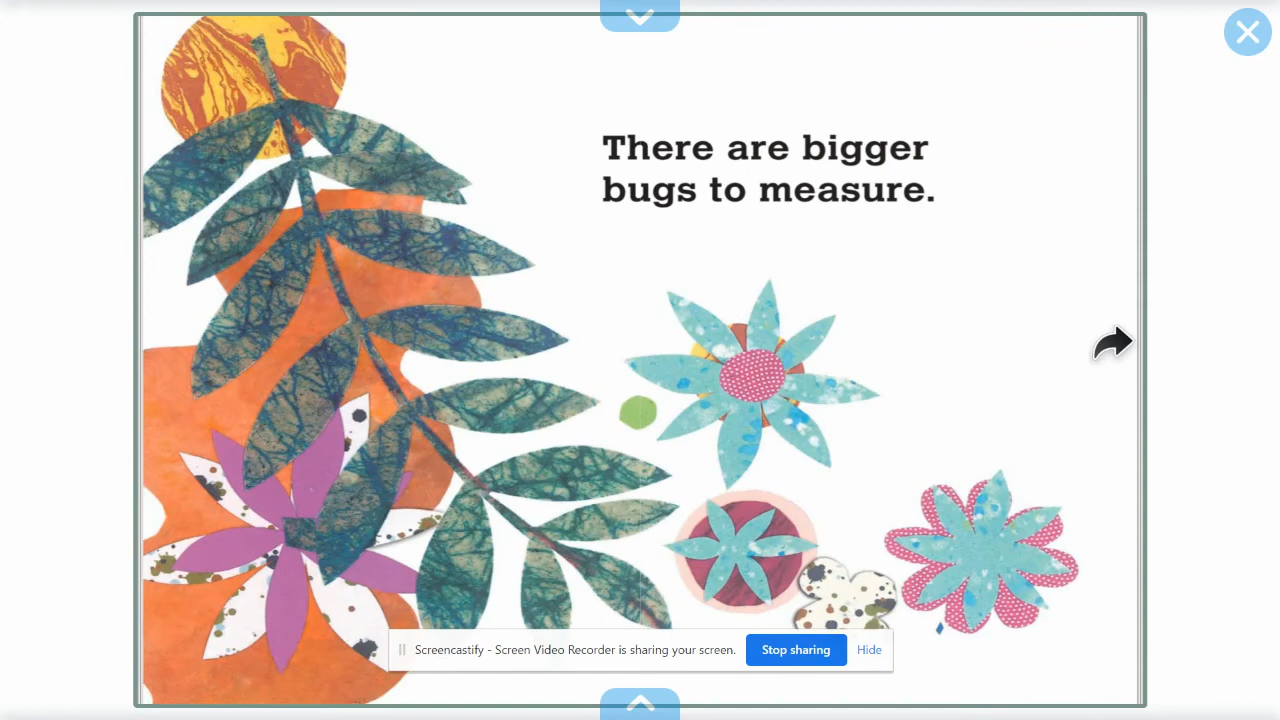 There are bigger
bugs to measure.
Screencastify - Screen Video Recorder is sharing your screen.
Stop sharing
Hide